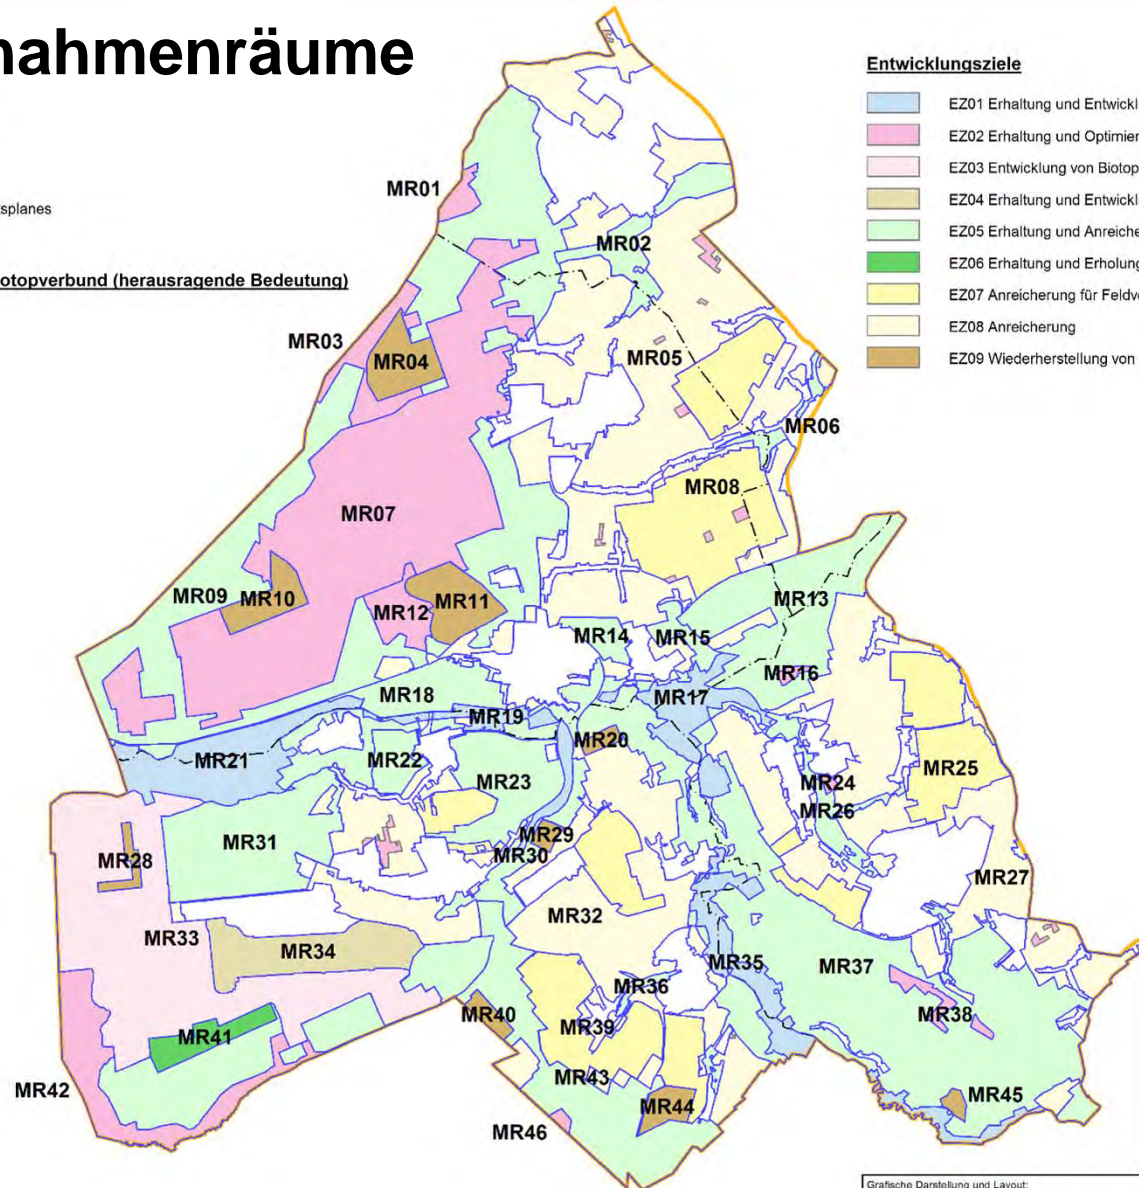 nahmenräume
Entwicklungsziele
EZ01 Erhaltung und Entwickl
EZ02 Erhaltung und Optimier
EZ03 Entwicklung von Biotop
EZ04 Erhaltung und Entwickl
EZ05 Erhaltung und Anreiche
EZ06 Erhaltung und Erholung
EZ07 Anreicherung für Feldv
EZ08 Anreicherung
EZ09 Wiederherstellung von
splanes
otopverbund (herausragende Bedeutung)
MR01
MR02
MR03
MR04
MR05
MR06
MR07
MR08
MR09
MR10
MR12
MR11
MR13
MR14
MR15
MR16
MR18
MR17
MR19
MR20
MR21
MR22
MR23
MR24
MR25
MR26
MR31
MR28
MR29
MR30
MR27
MR32
MR33
MR34
MR35
MR37
MR36
MR38
MR40
MR39
MR41
MR43
MR42
MR44
MR45
MR46
Grafische Darstellung und Layout: